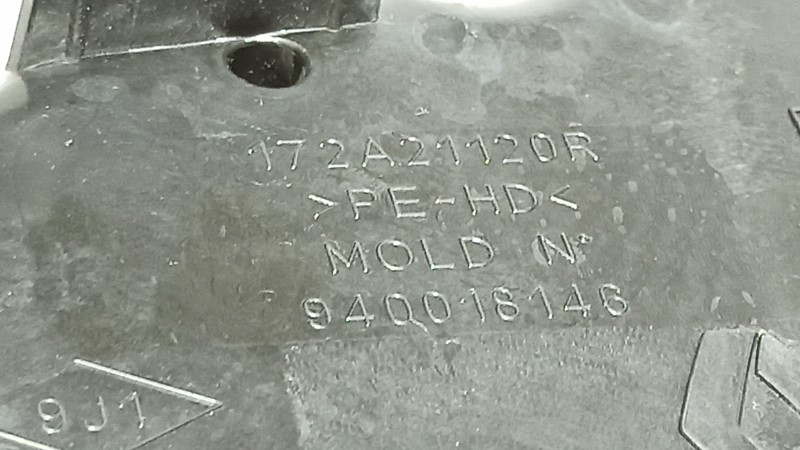 172A21120R
>PE-HD<
MOLD N°
940018146
9J1